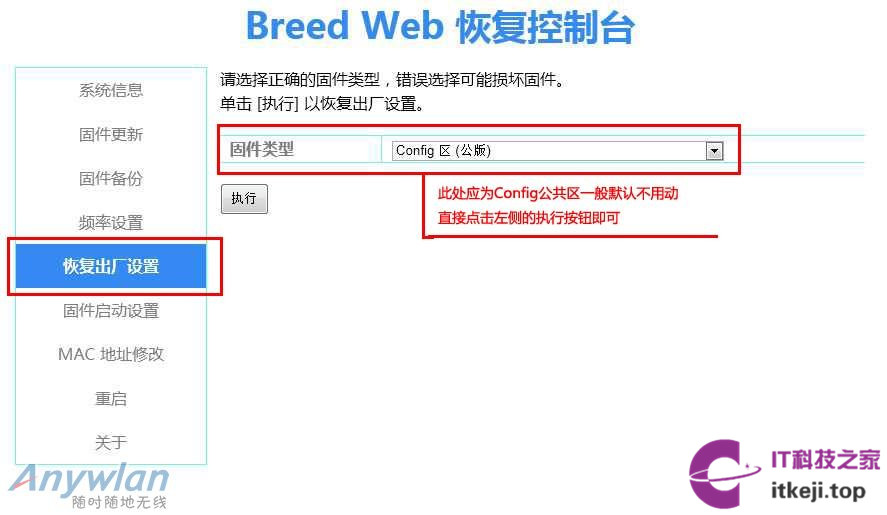 Breed Web 恢复控制台
系统信息
固件更新
固件备份
频率设置
恢复出厂设置
固件启动设置
MAC 地址修改
重启
关于
请选择正确的固件类型，错误选择可能损坏固件。
单击 [执行] 以恢复出厂设置。
固件类型
Config 区 (公版)
执行
此处应为Config公共区一般默认不用动
直接点击左侧的执行按钮即可
Anywlan
随时随地无线
IT科技之家
itkeji.top